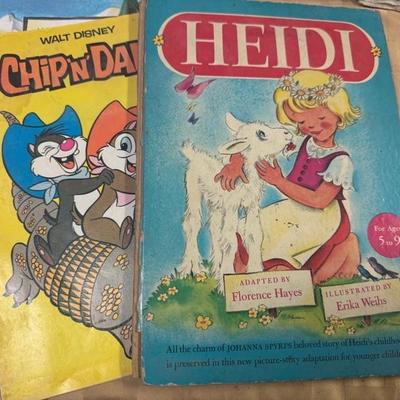 WALT DISNEY
CHIP 'N' DA
HEIDI
For Ages
5 to 9
ADAPTED BY
Florence Hayes
ILLUSTRATED BY
Erika Weihs
All the charm of JOHANNA SPYRI'S beloved story of Heidi's childhood
is preserved in this new picture-story adaptation for younger